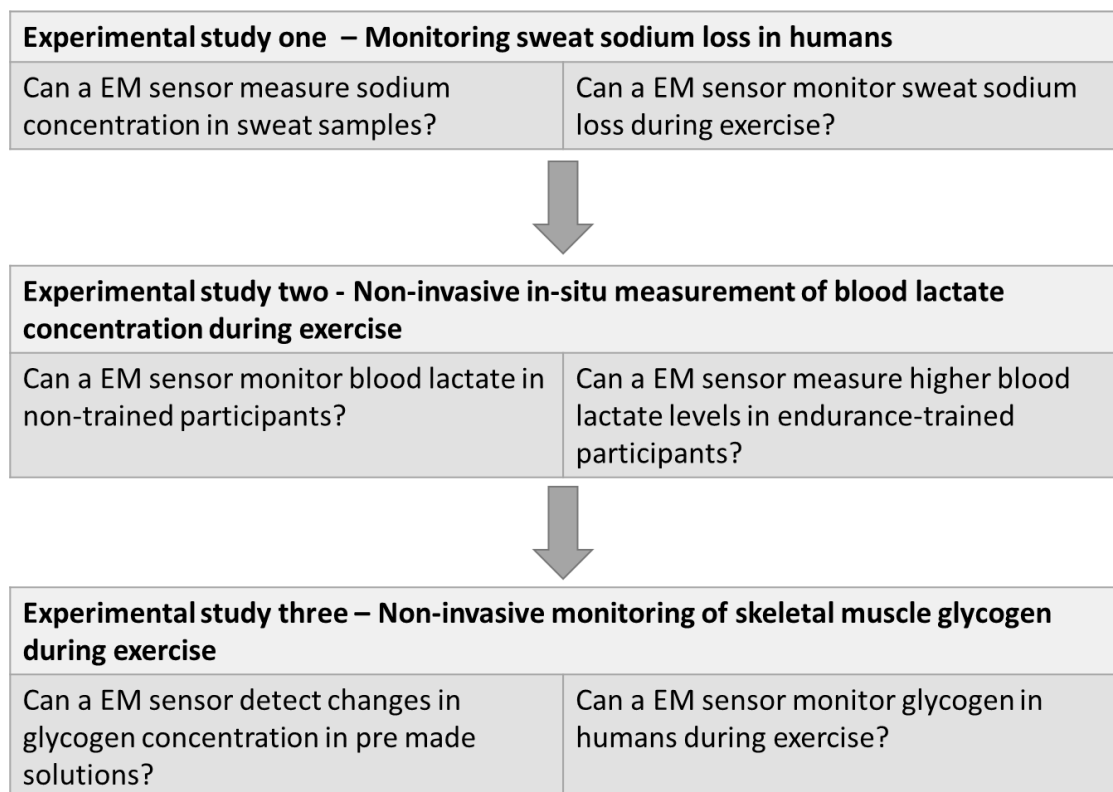 Experimental study one – Monitoring sweat sodium loss in humans
Can a EM sensor measure sodium
concentration in sweat samples?
Can a EM sensor monitor sweat sodium
loss during exercise?
Experimental study two - Non-invasive in-situ measurement of blood lactate
concentration during exercise
Can a EM sensor monitor blood lactate in
non-trained participants?
Can a EM sensor measure higher blood
lactate levels in endurance-trained
participants?
Experimental study three – Non-invasive monitoring of skeletal muscle glycogen
during exercise
Can a EM sensor detect changes in
glycogen concentration in pre made
solutions?
Can a EM sensor monitor glycogen in
humans during exercise?